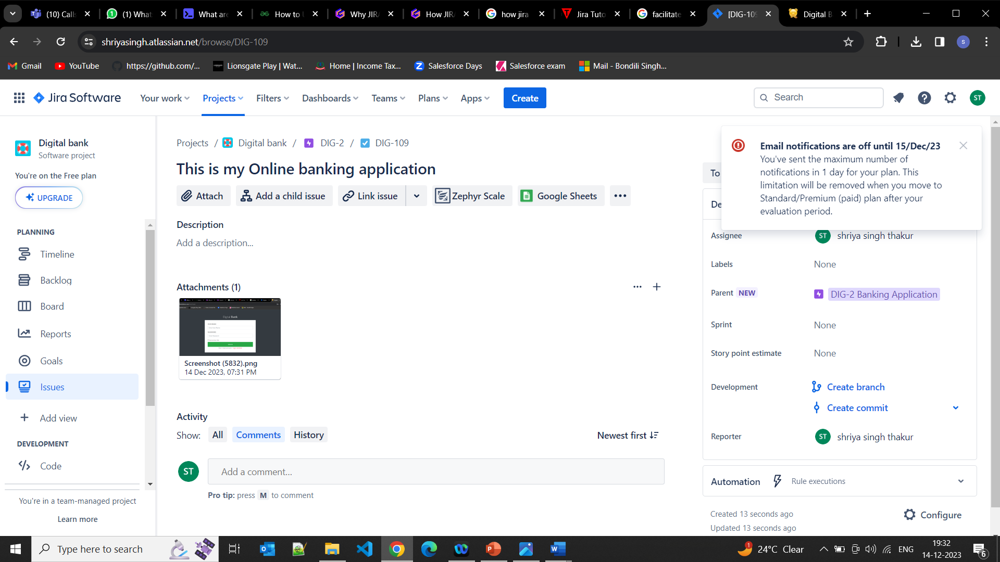 (10) Calls
(1) What
What are
How to
Why JIR
How JIR
how jira
Jira Tuto
facilitate
[DIG-109
Digital B
shriyasingh.atlassian.net/browse/DIG-109
S
Gmail
YouTube
https://github.com/...
Lionsgate Play | Wat...
Home | Income Tax...
Salesforce Days
Salesforce exam
Mail - Bondili Singh...
Jira Software
Your work
Projects
Filters
Dashboards
Teams
Plans
Apps
Create
Search
ST
Digital bank
Software project
You're on the Free plan
UPGRADE
PLANNING
Timeline
Backlog
Board
Reports
Goals
Issues
Add view
DEVELOPMENT
Code
You're in a team-managed project
Learn more
Projects / Digital bank / DIG-2 / DIG-109
This is my Online banking application
Attach
Add a child issue
Link issue
Zephyr Scale
Google Sheets
Description
Add a description...
Attachments (1)
Digital Bank
Screenshot (5832).png
14 Dec 2023, 07:31 PM
Activity
Show: All Comments History
Newest first
ST
Add a comment...
Pro tip: press M to comment
Email notifications are off until 15/Dec/23
You've sent the maximum number of
notifications in 1 day for your plan. This
limitation will be removed when you move to
Standard/Premium (paid) plan after your
evaluation period.
To
De
Assignee
ST shriya singh thakur
Labels
None
Parent NEW
DIG-2 Banking Application
Sprint
None
Story point estimate
None
Development
Create branch
Create commit
Reporter
ST shriya singh thakur
Automation Rule executions
Created 13 seconds ago
Updated 13 seconds ago
Configure
Type here to search
1
24°C Clear
ENG
19:32
14-12-2023
6